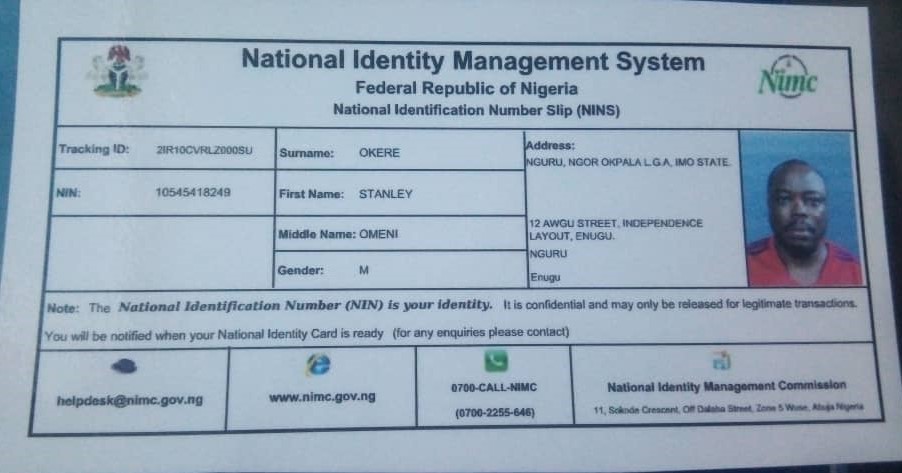 National Identity Management System
Federal Republic of Nigeria
National Identification Number Slip (NINS)
Nimc
Tracking ID: 2IR10CVRLZ000SU
Surname: OKERE
Address:
NGURU, NGOR OKPALA L.G.A, IMO STATE.
NIN: 10545418249
First Name: STANLEY
Middle Name: OMENI
12 AWGU STREET, INDEPENDENCE
LAYOUT, ENUGU.
NGURU
Gender: M
Enugu
Note: The National Identification Number (NIN) is your identity. It is confidential and may only be released for legitimate transactions.
You will be notified when your National Identity Card is ready (for any enquiries please contact)
helpdesk@nimc.gov.ng
www.nimc.gov.ng
0700-CALL-NIMC
(0700-2255-646)
National Identity Management Commission
11, Sokode Crescent, Off Dalaba Street, Zone 5 Wuse, Abuja Nigeria